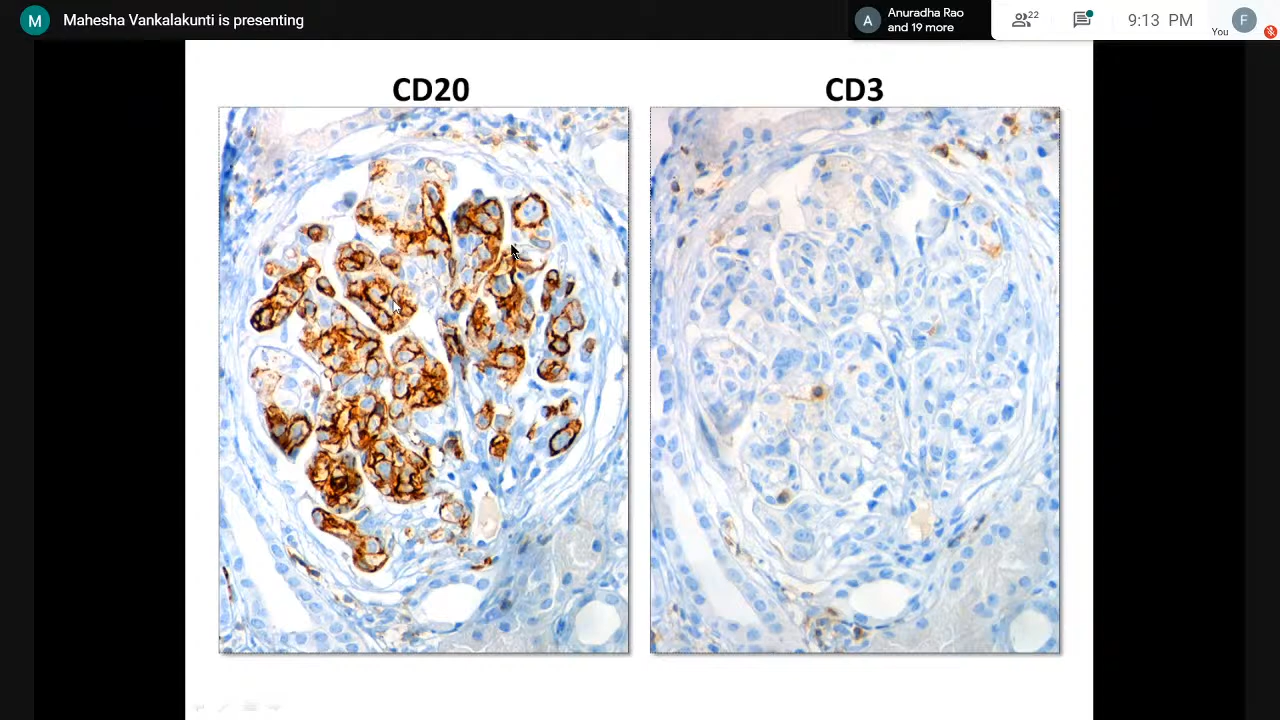 M Mahesha Vankalakunti is presenting
A Anuradha Rao
and 19 more
22
9:13 PM
You F
CD20 CD3